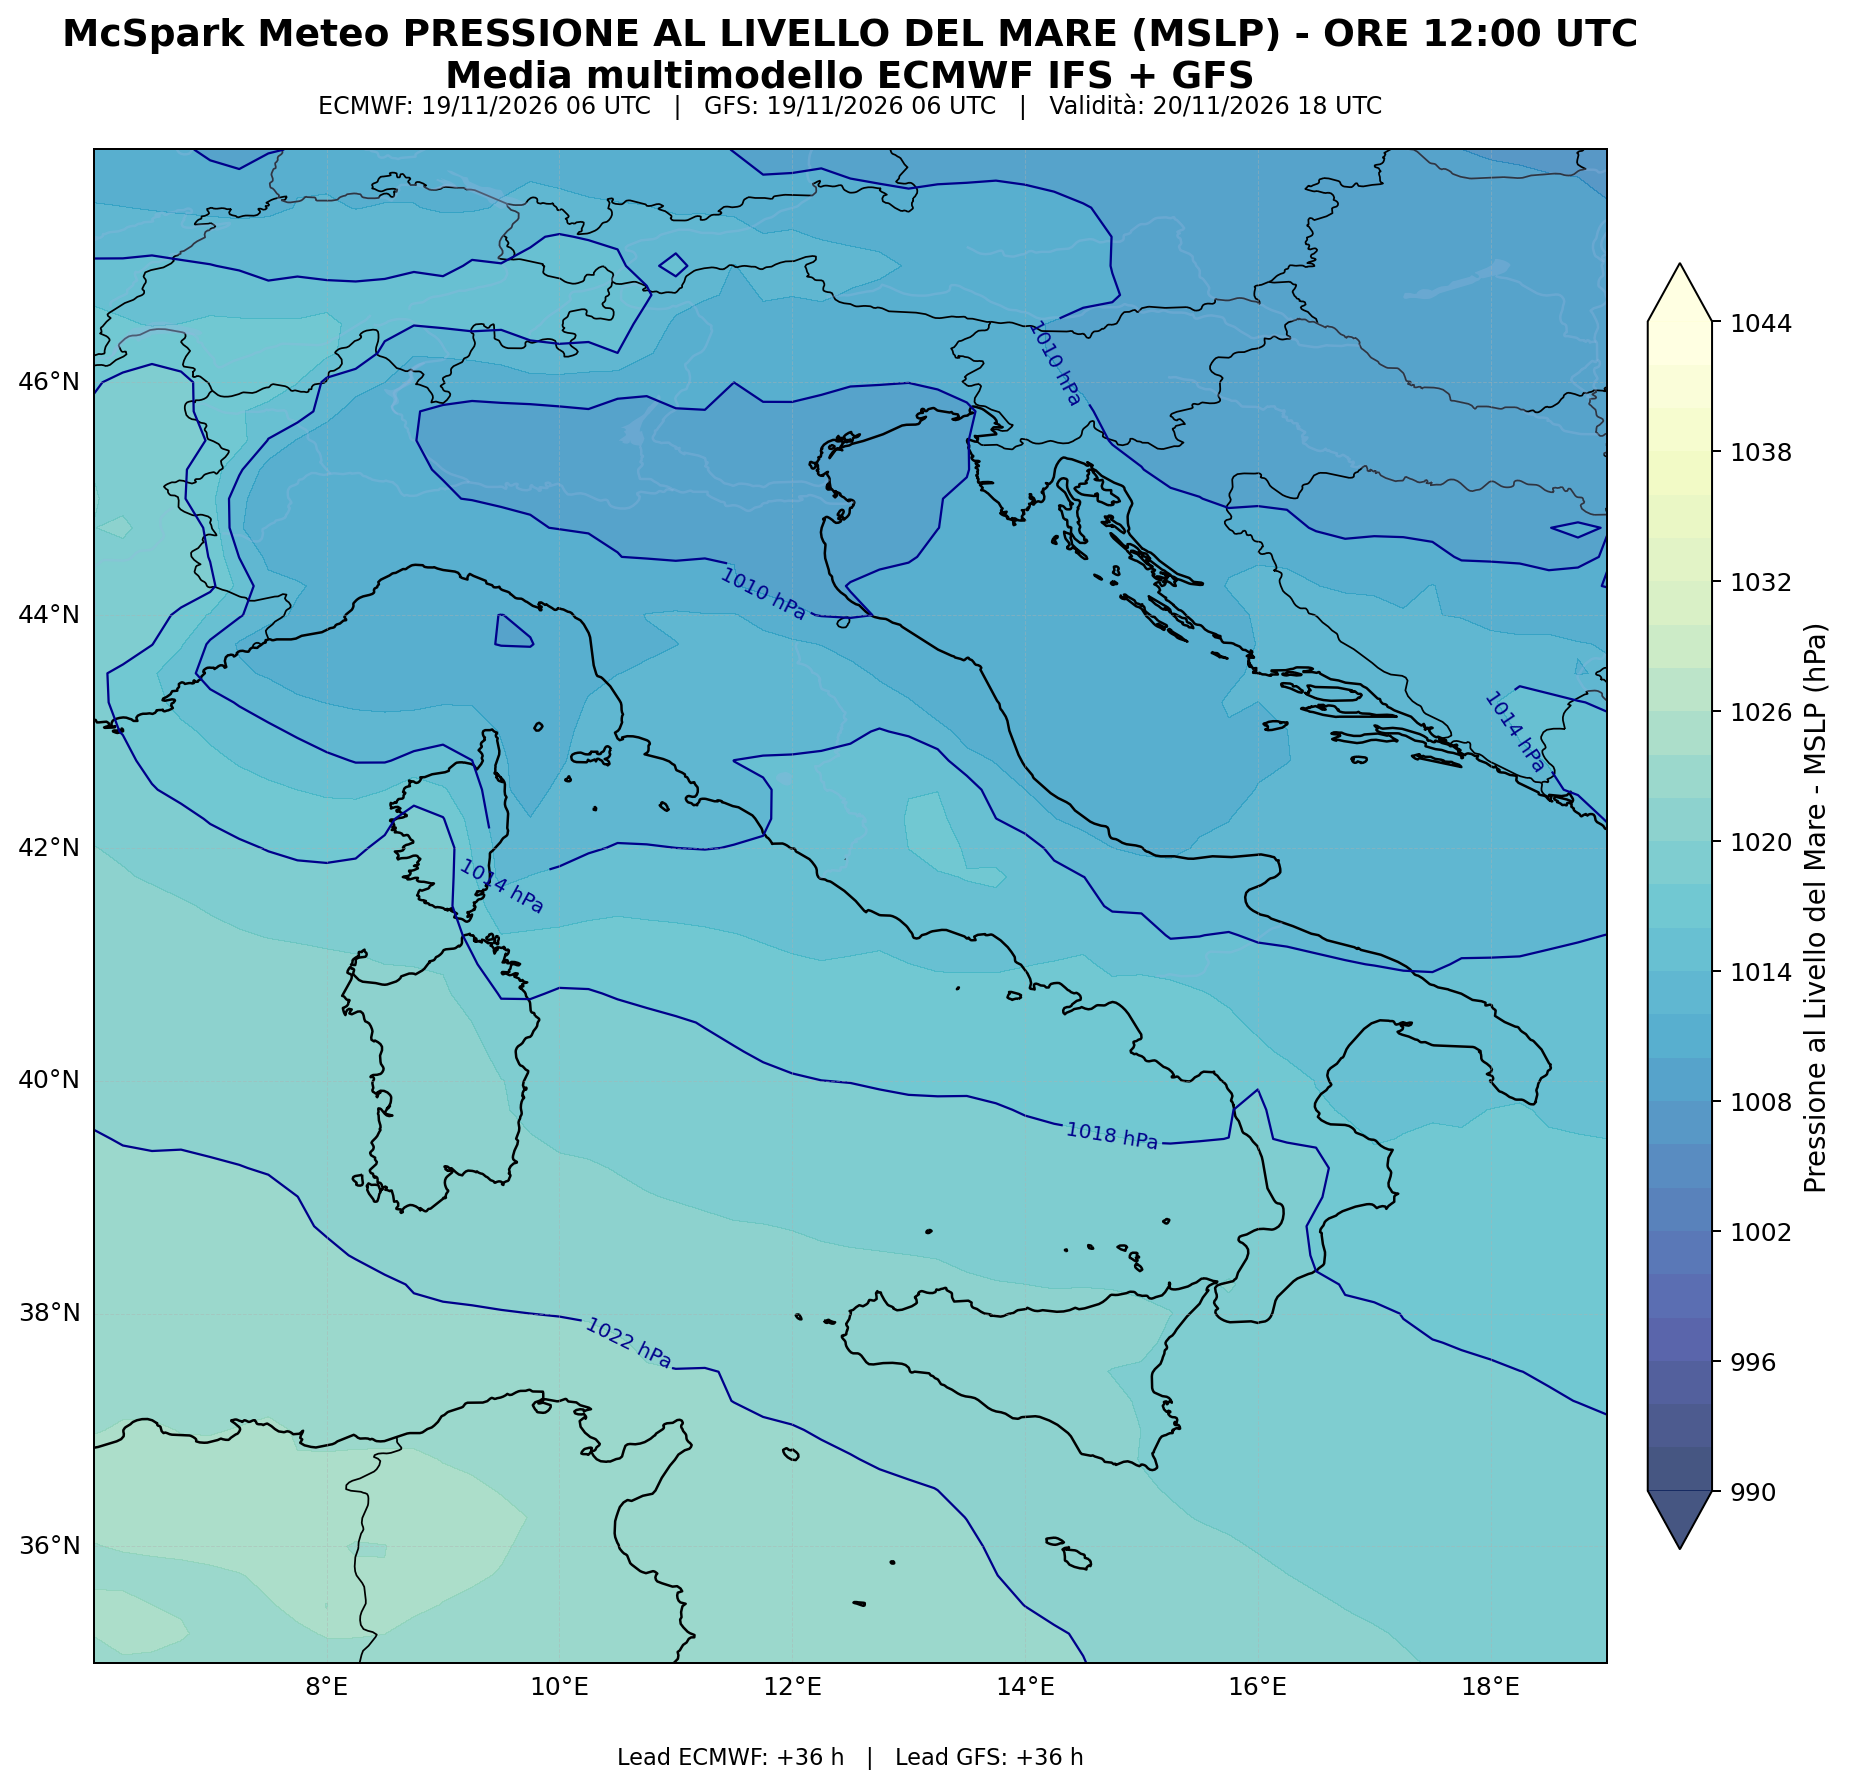 McSpark Meteo PRESSIONE AL LIVELLO DEL MARE (MSLP) - ORE 12:00 UTC
Media multimodello ECMWF IFS + GFS
ECMWF: 19/11/2026 06 UTC | GFS: 19/11/2026 06 UTC | Validità: 20/11/2026 18 UTC
46°N
44°N
42°N
40°N
38°N
36°N
1010 hPa
1010 hPa
1014 hPa
1014 hPa
1018 hPa
1022 hPa
8°E
10°E
12°E
14°E
16°E
18°E
1044
1038
1032
1026
1020
1014
1008
1002
996
990
Pressione al Livello del Mare - MSLP (hPa)
Lead ECMWF: +36 h | Lead GFS: +36 h